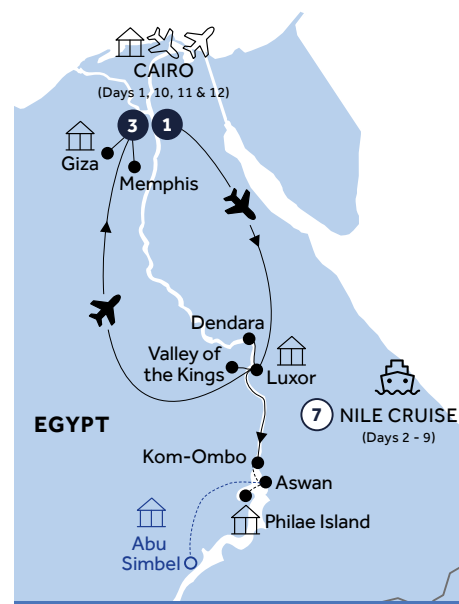 CAIRO
(Days 1, 10, 11 & 12)
3
1
Giza
Memphis
Dendara
Valley of
the Kings
Luxor
EGYPT
7
NILE CRUISE
(Days 2 - 9)
Kom-Ombo
Aswan
Philae Island
Abu
Simbel